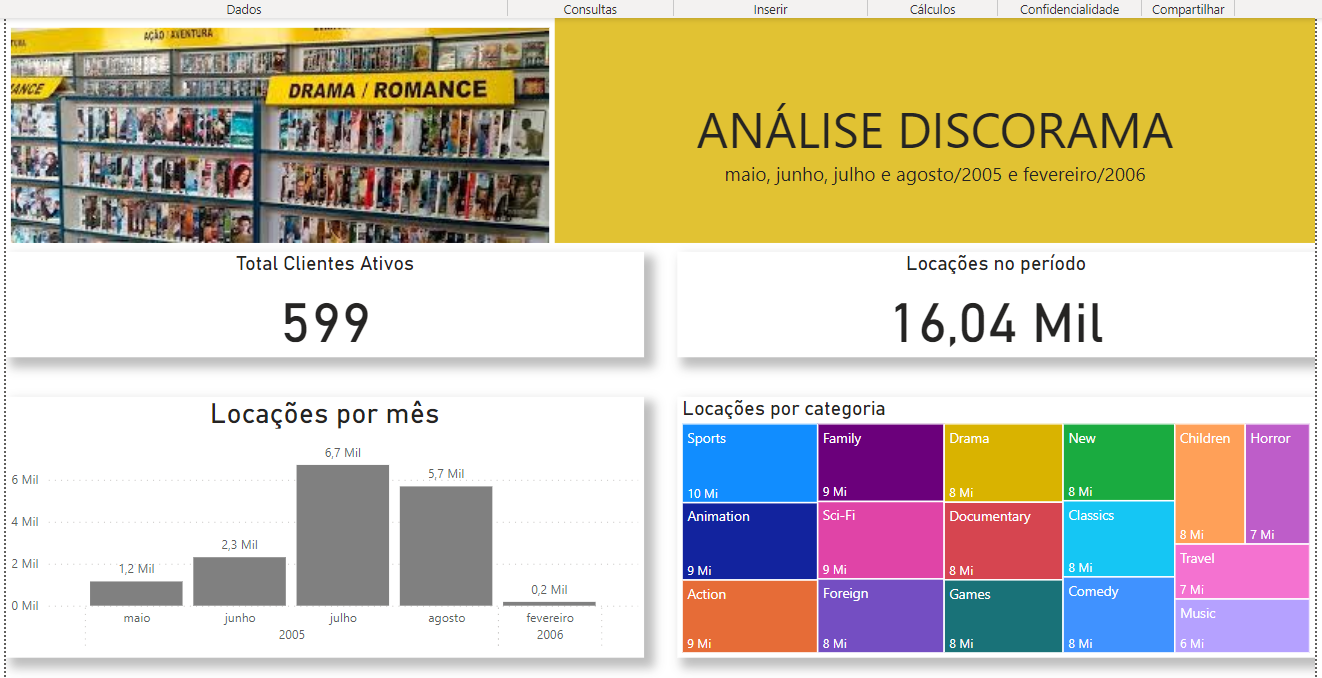 Dados
Consultas
Inserir
Cálculos
Confidencialidade
Compartilhar
AÇÃO / AVENTURA
DRAMA / ROMANCE
ANÁLISE DISCORAMA
maio, junho, julho e agosto/2005 e fevereiro/2006
Total Clientes Ativos
599
Locações no período
16,04 Mil
Locações por mês
6 Mil
4 Mil
2 Mil
0 Mil
1,2 Mil
2,3 Mil
6,7 Mil
5,7 Mil
0,2 Mil
maio
junho
julho
agosto
fevereiro
2005
2006
Locações por categoria
Sports
10 Mi
Animation
9 Mi
Action
9 Mi
Family
9 Mi
Sci-Fi
9 Mi
Foreign
8 Mi
Drama
8 Mi
Documentary
8 Mi
Games
8 Mi
New
8 Mi
Classics
8 Mi
Comedy
8 Mi
Children
8 Mi
Horror
7 Mi
Travel
7 Mi
Music
6 Mi